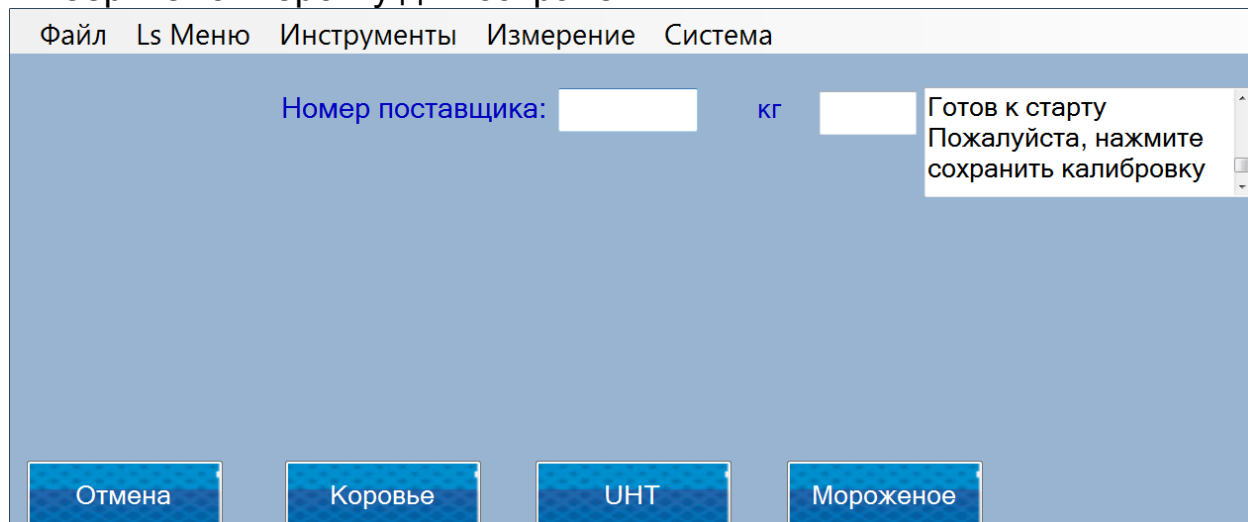 Файл Ls Меню Инструменты Измерение Система
Номер поставщика: кг
Готов к старту
Пожалуйста, нажмите
сохранить калибровку
Отмена Коровье UHT Мороженое